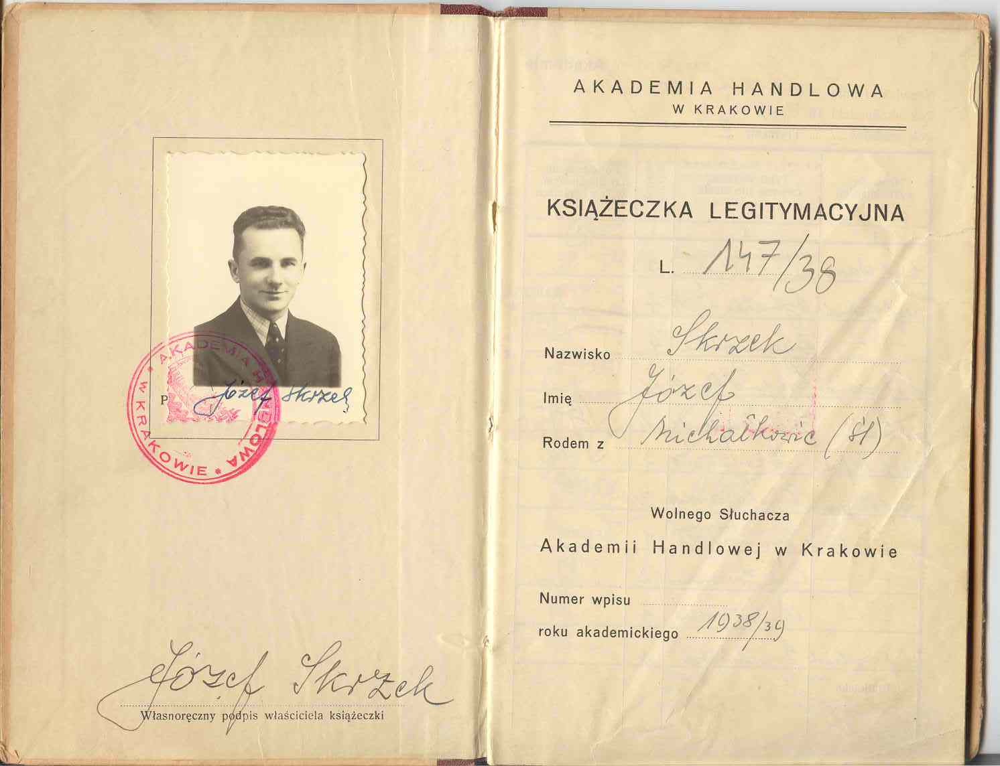 P
Józef Skrzek
* AKADEMIA HANDLOWA * W KRAKOWIE
Józef Skrzek
Własnoręczny podpis właściciela książeczki
AKADEMIA HANDLOWA
W KRAKOWIE
KSIĄŻECZKA LEGITYMACYJNA
L. 147/38
Nazwisko Skrzek
Imię Józef
Rodem z Michałkowic (Śl)
Wolnego Słuchacza
Akademii Handlowej w Krakowie
Numer wpisu
roku akademickiego 1938/39